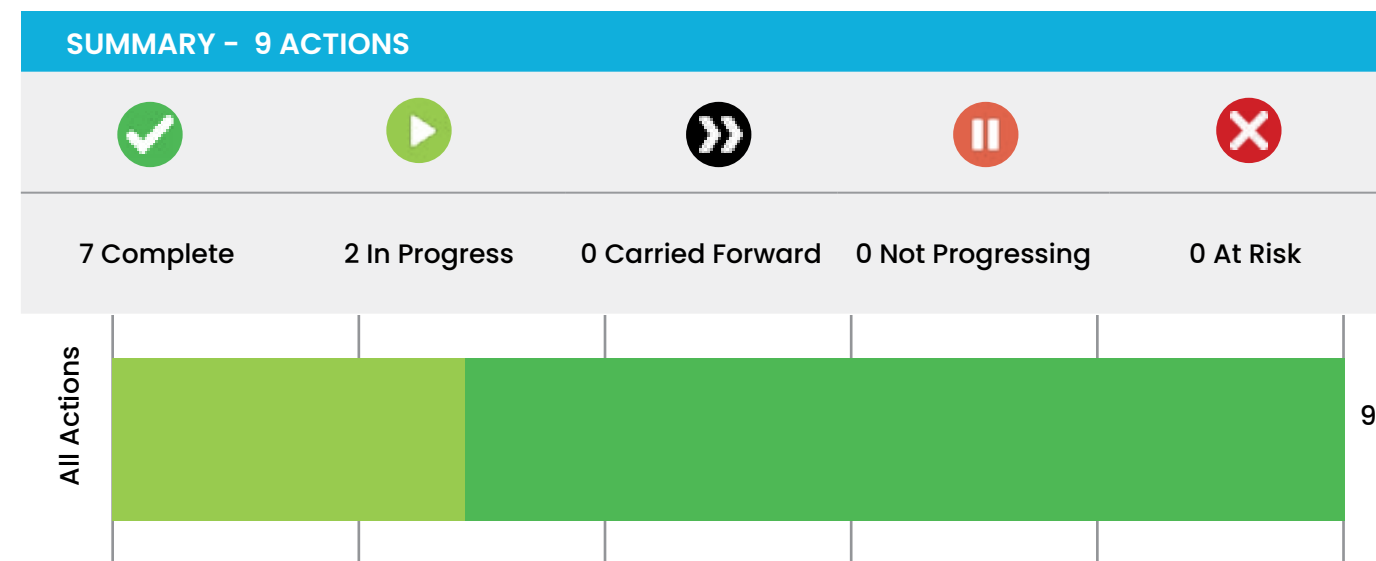 SUMMARY - 9 ACTIONS
7 Complete
2 In Progress
0 Carried Forward
0 Not Progressing
0 At Risk
All Actions
9